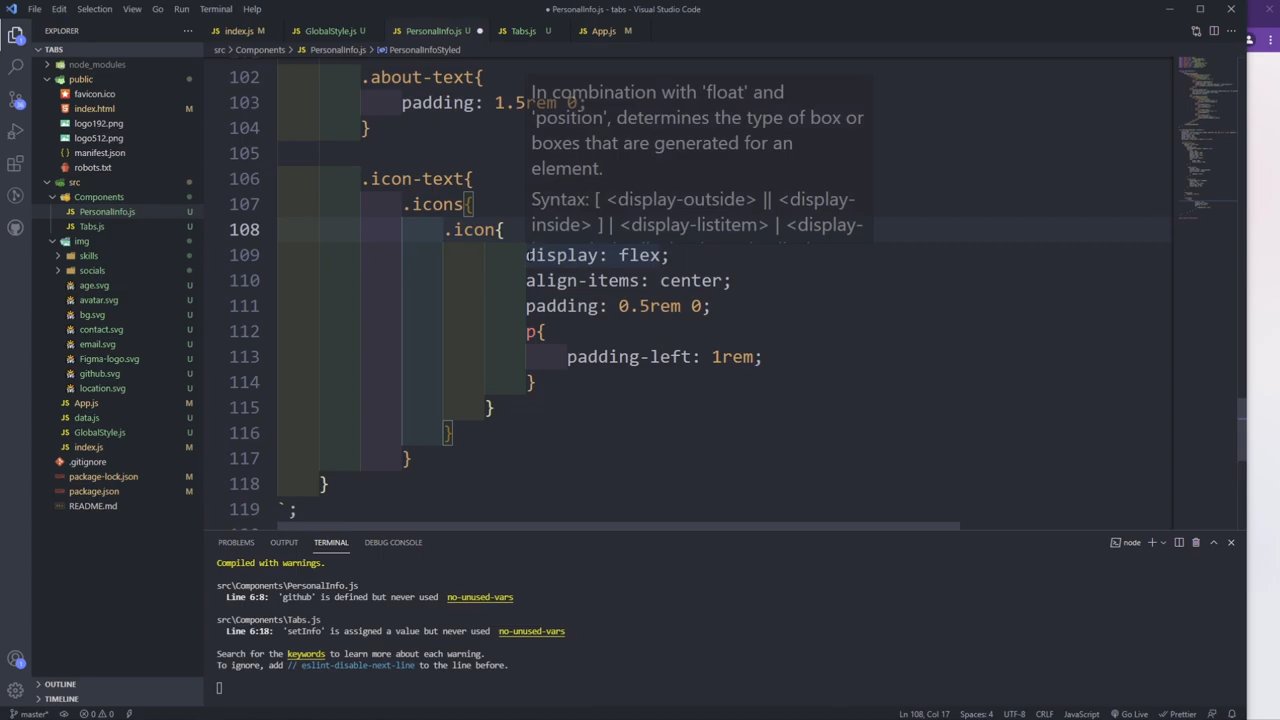 File Edit Selection View Go Run Terminal Help
● PersonalInfo.js - tabs - Visual Studio Code
EXPLORER ...
index.js M
GlobalStyle.js U
PersonalInfo.js U ●
Tabs.js U
App.js M
src > Components > PersonalInfo.js > PersonalInfoStyled
TABS
node_modules
public
favicon.ico
index.html M
logo192.png
logo512.png
manifest.json
robots.txt
src
Components
PersonalInfo.js U
Tabs.js U
img
skills
socials
age.svg U
avatar.svg U
bg.svg U
contact.svg U
email.svg U
Figma-logo.svg U
github.svg U
location.svg U
App.js M
data.js U
GlobalStyle.js U
index.js M
.gitignore
package-lock.json M
package.json M
README.md
OUTLINE
TIMELINE
102 .about-text{
103 padding: 1.5rem 0;
104 }
105
106 .icon-text{
107 .icons{
108 .icon{
109 display: flex;
110 align-items: center;
111 padding: 0.5rem 0;
112 p{
113 padding-left: 1rem;
114 }
115 }
116 }
117 }
118 }
119 `;
In combination with 'float' and
'position', determines the type of box or
boxes that are generated for an
element.
Syntax: [ <display-outside> || <display-
inside> ] | <display-listitem> | <display-
PROBLEMS OUTPUT TERMINAL DEBUG CONSOLE
node
Compiled with warnings.
src\Components\PersonalInfo.js
Line 6:8: 'github' is defined but never used no-unused-vars
src\Components\Tabs.js
Line 6:18: 'setInfo' is assigned a value but never used no-unused-vars
Search for the keywords to learn more about each warning.
To ignore, add // eslint-disable-next-line to the line before.
master* 0 0 Ln 108, Col 17 Spaces: 4 UTF-8 CRLF JavaScript Go Live Prettier